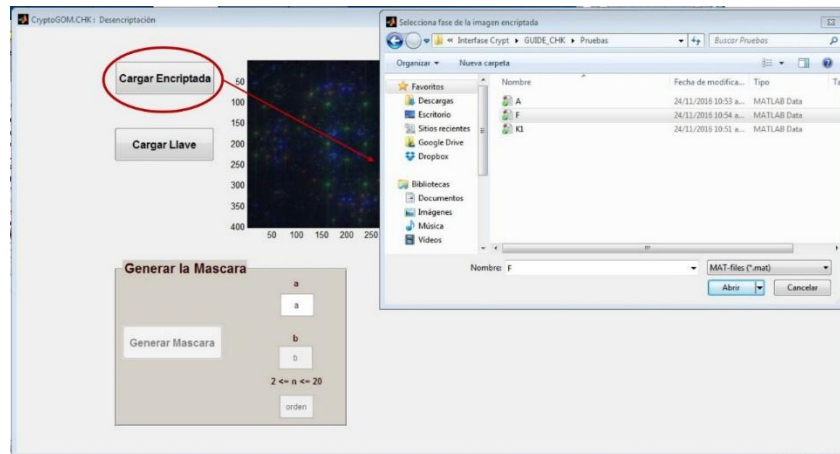 CryptoGOM.CHK : Desencriptación
Cargar Encriptada
Cargar Llave
50
100
150
200
250
300
350
400
50 100 150 200 250
Generar la Mascara
a
a
Generar Mascara
b
b
2 <= n <= 20
orden
Selecciona fase de la imagen encriptada
« Interfase Crypt ▸ GUIDE_CHK ▸ Pruebas
Buscar Pruebas
Organizar
Nueva carpeta
Favoritos
Descargas
Escritorio
Sitios recientes
Google Drive
Dropbox
Bibliotecas
Documentos
Imágenes
Música
Vídeos
Nombre Fecha de modifica... Tipo Ta
A 24/11/2016 10:53 a... MATLAB Data
F 24/11/2016 10:54 a... MATLAB Data
K1 24/11/2016 10:51 a... MATLAB Data
Nombre: F
MAT-files (*.mat)
Abrir
Cancelar